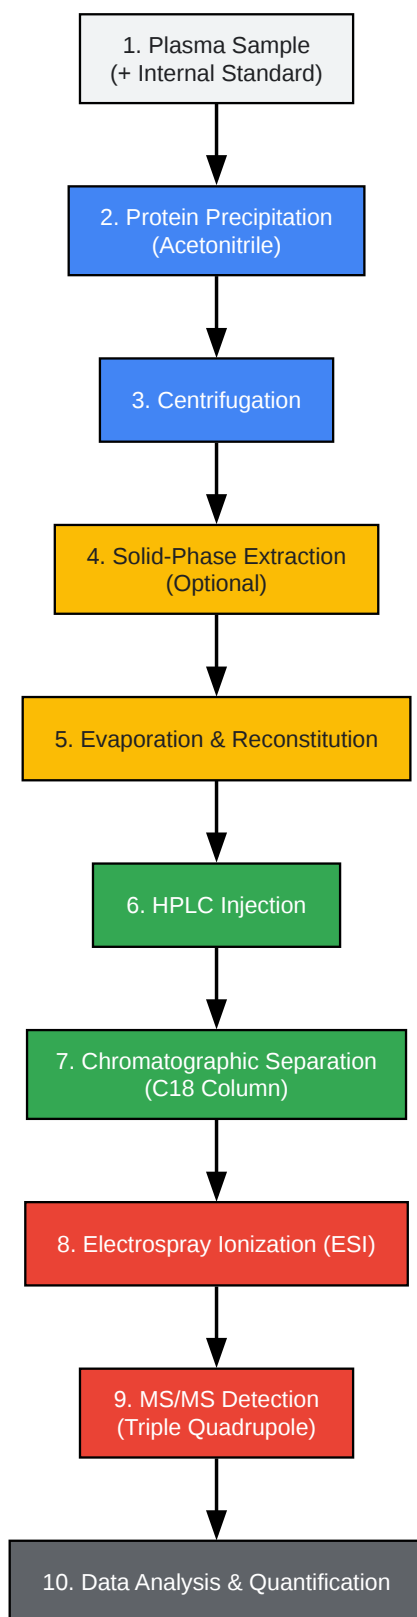 1. Plasma Sample
(+ Internal Standard)
2. Protein Precipitation
(Acetonitrile)
3. Centrifugation
4. Solid-Phase Extraction
(Optional)
5. Evaporation & Reconstitution
6. HPLC Injection
7. Chromatographic Separation
(C18 Column)
8. Electrospray Ionization (ESI)
9. MS/MS Detection
(Triple Quadrupole)
10. Data Analysis & Quantification